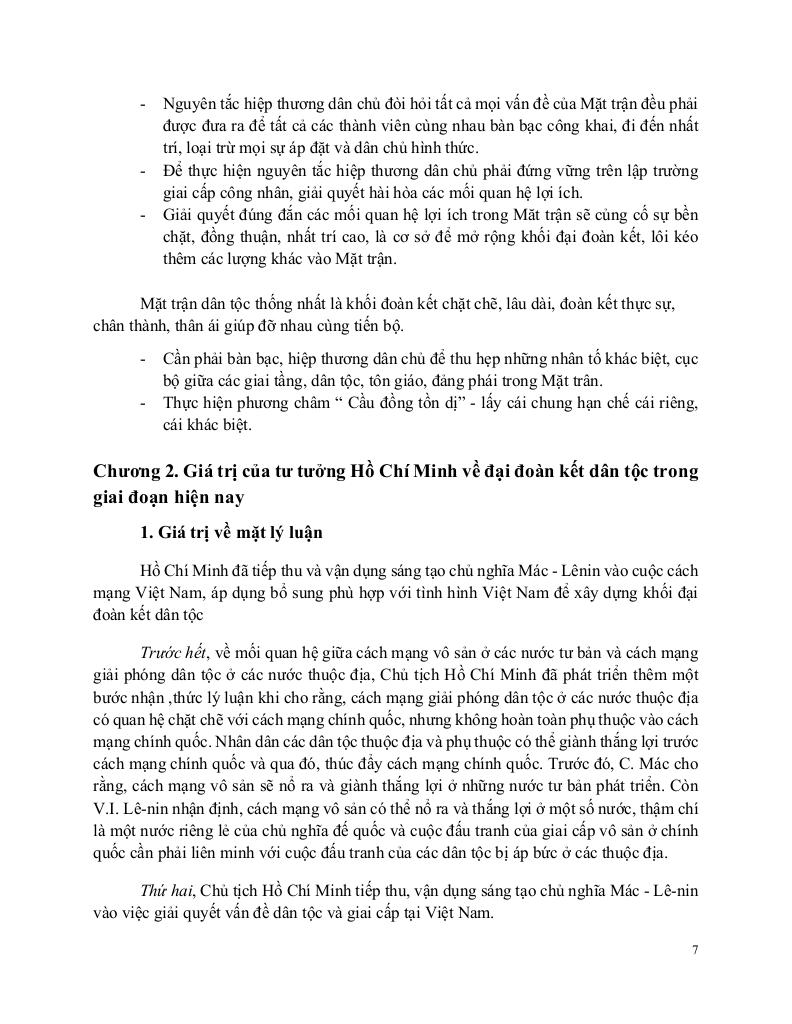 - Nguyên tắc hiệp thương dân chủ đòi hỏi tất cả mọi vấn đề của Mặt trận đều phải
được đưa ra để tất cả các thành viên cùng nhau bàn bạc công khai, đi đến nhất
trí, loại trừ mọi sự áp đặt và dân chủ hình thức.
- Để thực hiện nguyên tắc hiệp thương dân chủ phải đứng vững trên lập trường
giai cấp công nhân, giải quyết hài hòa các mối quan hệ lợi ích.
- Giải quyết đúng đắn các mối quan hệ lợi ích trong Măt trận sẽ củng cố sự bền
chặt, đồng thuận, nhất trí cao, là cơ sở để mở rộng khối đại đoàn kết, lôi kéo
thêm các lượng khác vào Mặt trận.
Mặt trận dân tộc thống nhất là khối đoàn kết chặt chẽ, lâu dài, đoàn kết thực sự,
chân thành, thân ái giúp đỡ nhau cùng tiến bộ.
- Cần phải bàn bạc, hiệp thương dân chủ để thu hẹp những nhân tố khác biệt, cục
bộ giữa các giai tầng, dân tộc, tôn giáo, đảng phái trong Mặt trân.
- Thực hiện phương châm “ Cầu đồng tồn dị” - lấy cái chung hạn chế cái riêng,
cái khác biệt.
Chương 2. Giá trị của tư tưởng Hồ Chí Minh về đại đoàn kết dân tộc trong
giai đoạn hiện nay
1. Giá trị về mặt lý luận
Hồ Chí Minh đã tiếp thu và vận dụng sáng tạo chủ nghĩa Mác - Lênin vào cuộc cách
mạng Việt Nam, áp dụng bổ sung phù hợp với tình hình Việt Nam để xây dựng khối đại
đoàn kết dân tộc
Trước hết, về mối quan hệ giữa cách mạng vô sản ở các nước tư bản và cách mạng
giải phóng dân tộc ở các nước thuộc địa, Chủ tịch Hồ Chí Minh đã phát triển thêm một
bước nhận ,thức lý luận khi cho rằng, cách mạng giải phóng dân tộc ở các nước thuộc địa
có quan hệ chặt chẽ với cách mạng chính quốc, nhưng không hoàn toàn phụ thuộc vào cách
mạng chính quốc. Nhân dân các dân tộc thuộc địa và phụ thuộc có thể giành thắng lợi trước
cách mạng chính quốc và qua đó, thúc đẩy cách mạng chính quốc. Trước đó, C. Mác cho
rằng, cách mạng vô sản sẽ nổ ra và giành thắng lợi ở những nước tư bản phát triển. Còn
V.I. Lê-nin nhận định, cách mạng vô sản có thể nổ ra và thắng lợi ở một số nước, thậm chí
là một nước riêng lẻ của chủ nghĩa đế quốc và cuộc đấu tranh của giai cấp vô sản ở chính
quốc cần phải liên minh với cuộc đấu tranh của các dân tộc bị áp bức ở các thuộc địa.
Thứ hai, Chủ tịch Hồ Chí Minh tiếp thu, vận dụng sáng tạo chủ nghĩa Mác - Lê-nin
vào việc giải quyết vấn đề dân tộc và giai cấp tại Việt Nam.
7